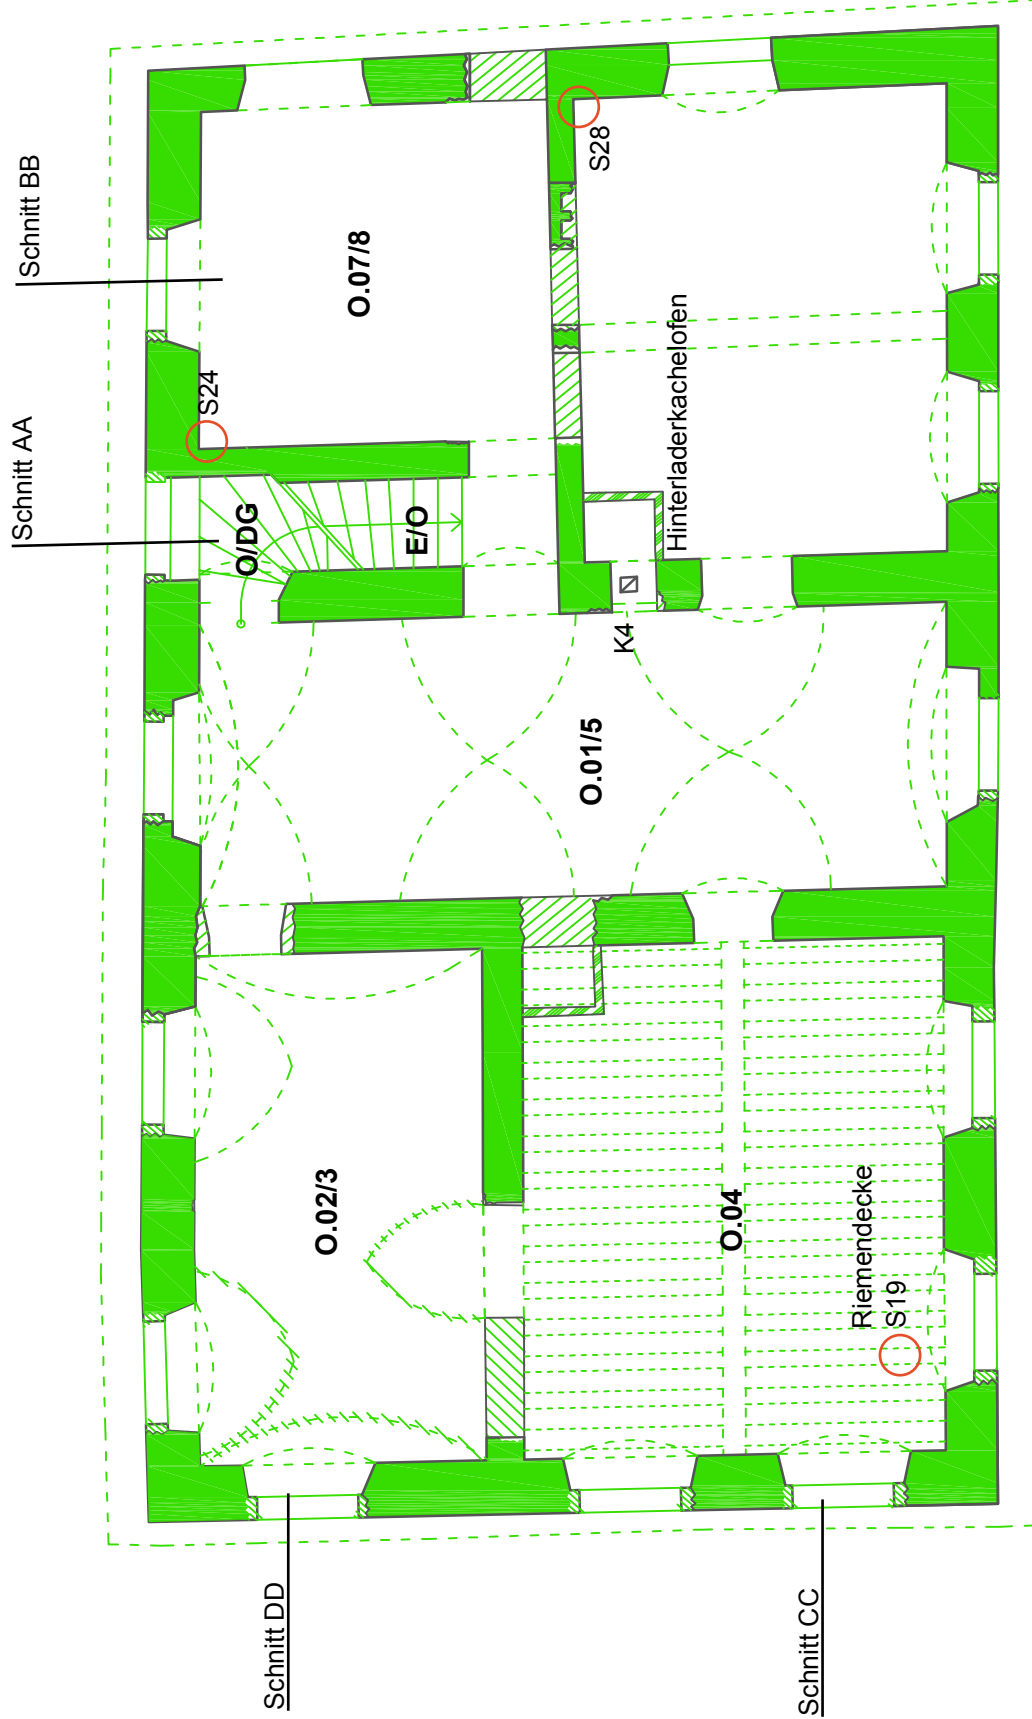 Schnitt AA
Schnitt BB
S24
O/DG
E/O
O.07/8
S28
Hinterladerkachelofen
K4
O.01/5
O.02/3
O.04
Riemendecke
S19
Schnitt DD
Schnitt CC